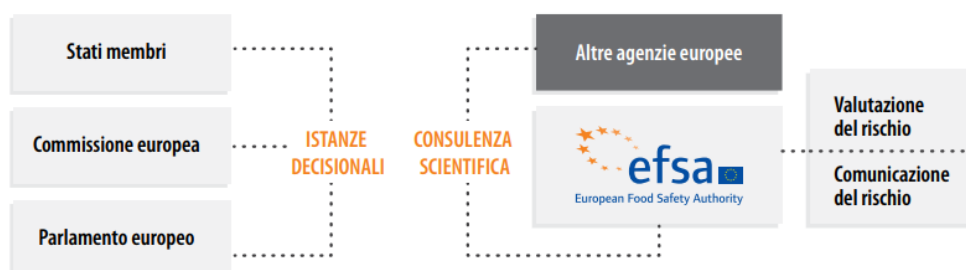 Stati membri
Commissione europea
Parlamento europeo
ISTANZE
DECISIONALI
CONSULENZA
SCIENTIFICA
Altre agenzie europee
efsa
European Food Safety Authority
Valutazione
del rischio
Comunicazione
del rischio